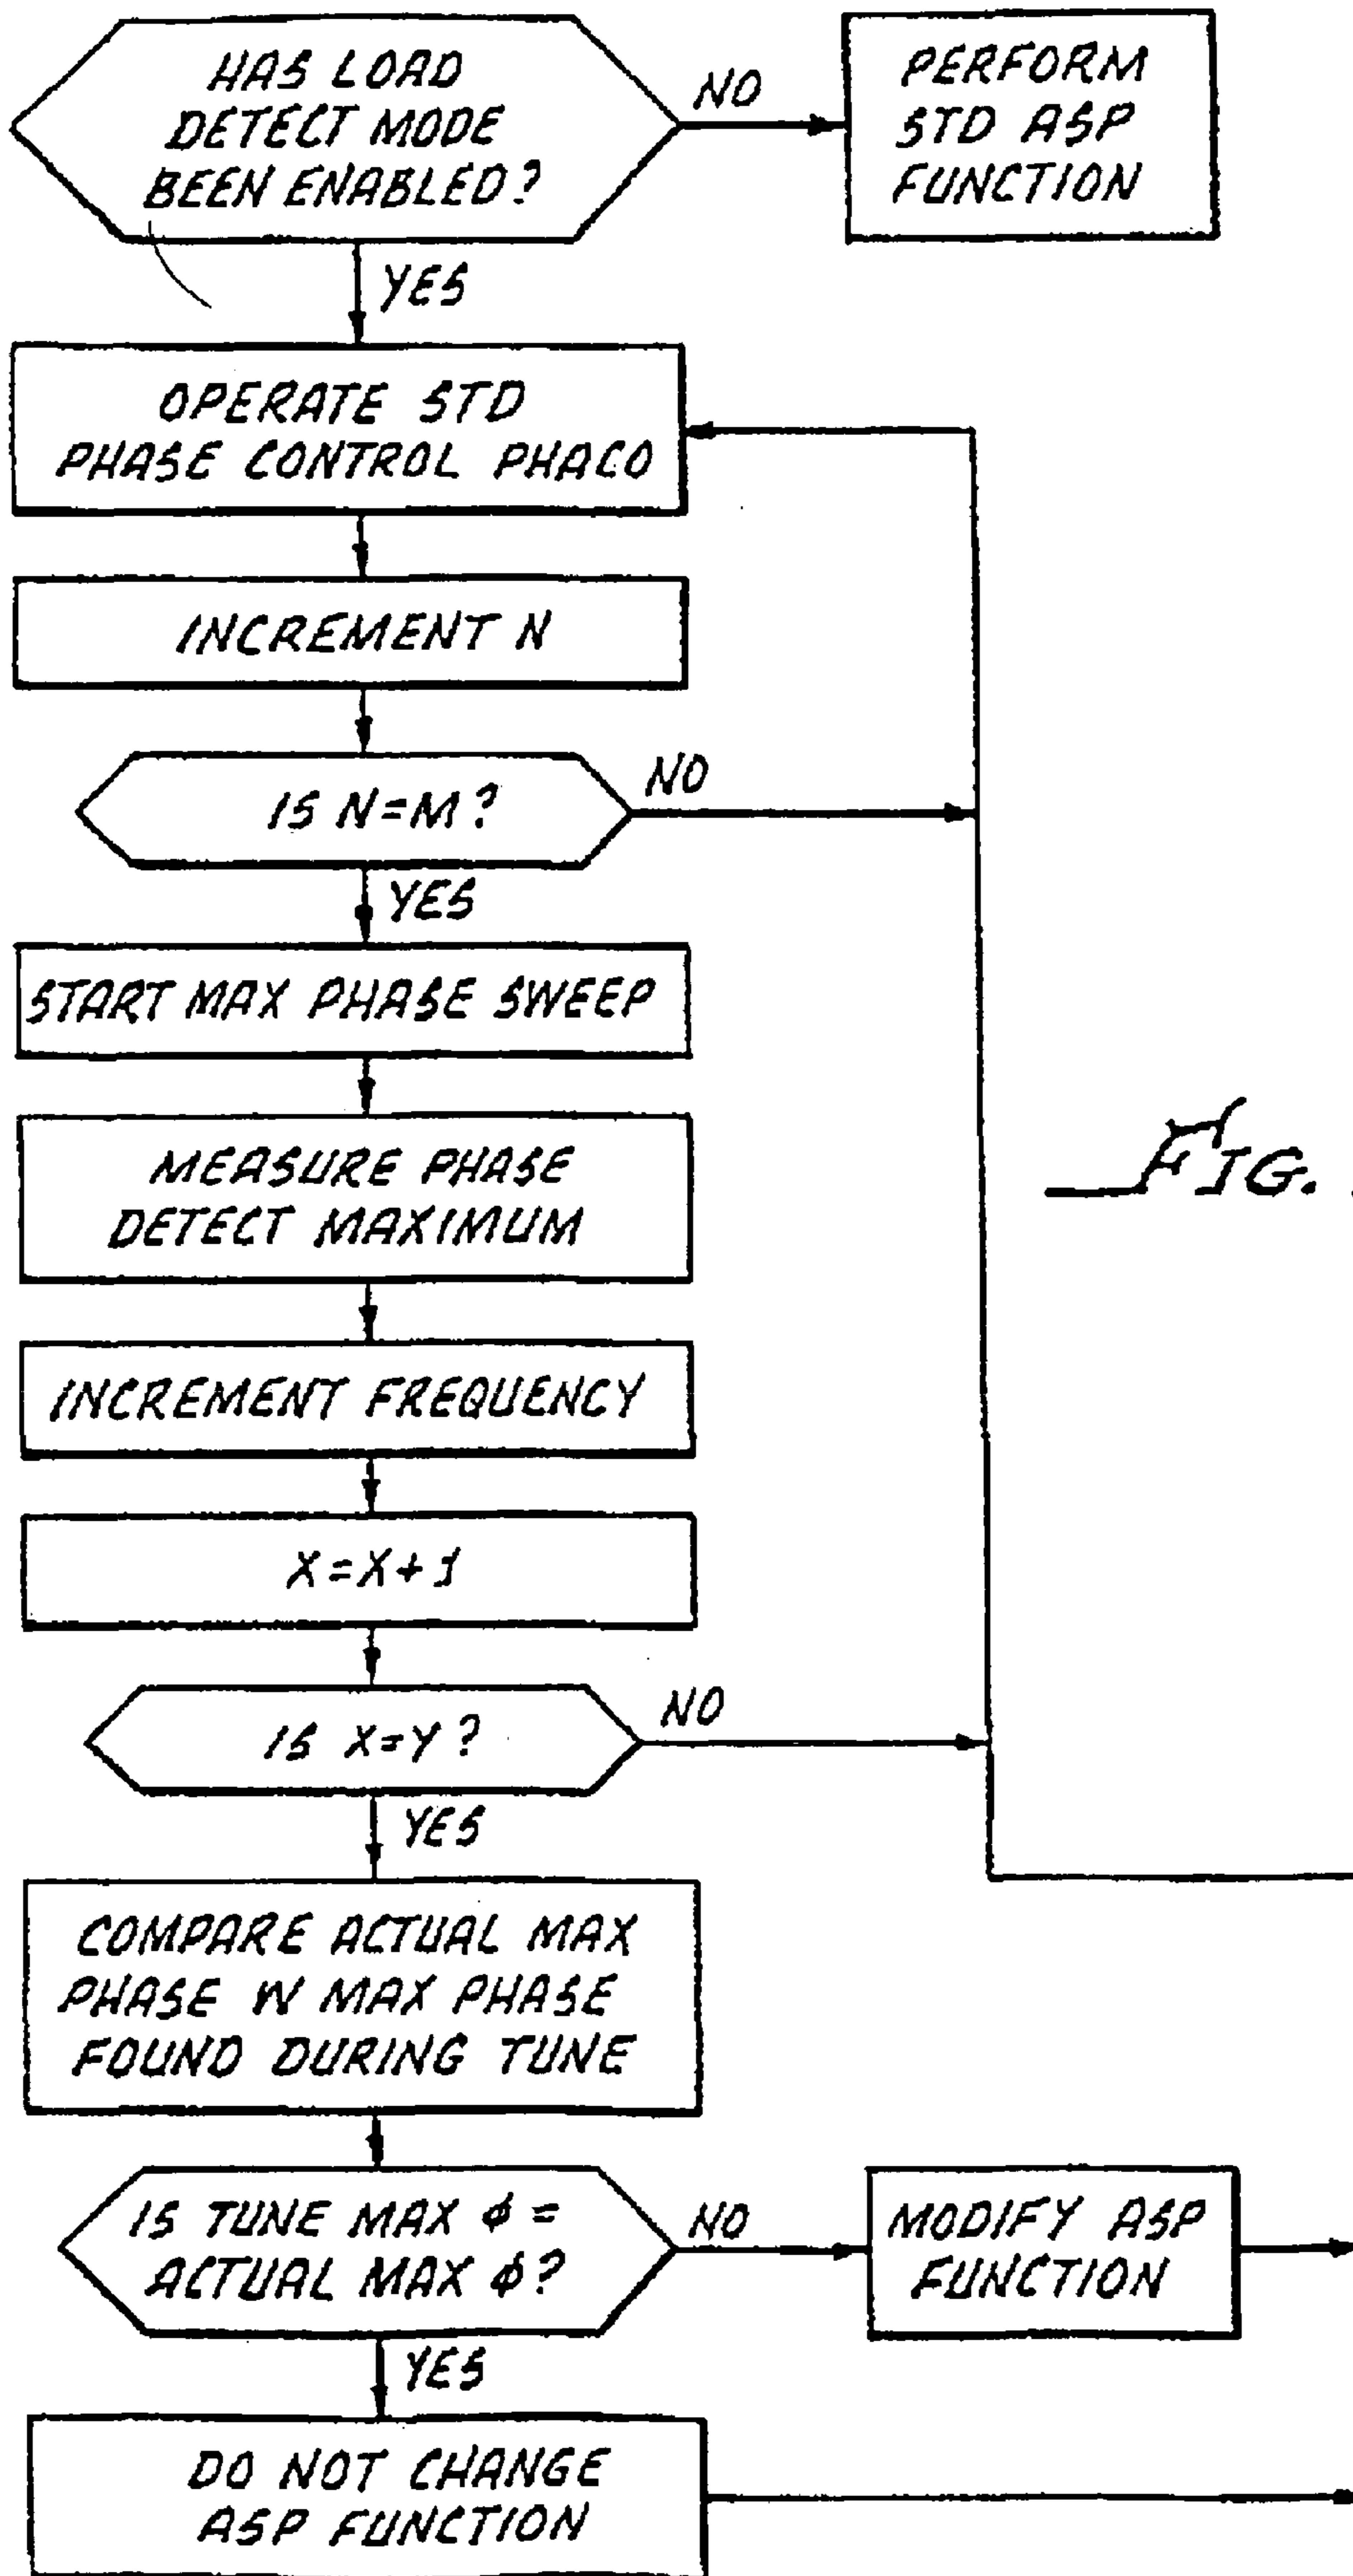 HAS LOAD
DETECT MODE
BEEN ENABLED?
NO
PERFORM
STD ASP
FUNCTION
YES
OPERATE STD
PHASE CONTROL PHACO
INCREMENT N
IS N=M?
NO
YES
START MAX PHASE SWEEP
MEASURE PHASE
DETECT MAXIMUM
FIG.
INCREMENT FREQUENCY
X=X+1
IS X=Y?
NO
YES
COMPARE ACTUAL MAX
PHASE W MAX PHASE
FOUND DURING TUNE
IS TUNE MAX ϕ =
ACTUAL MAX ϕ?
NO
MODIFY ASP
FUNCTION
YES
DO NOT CHANGE
ASP FUNCTION